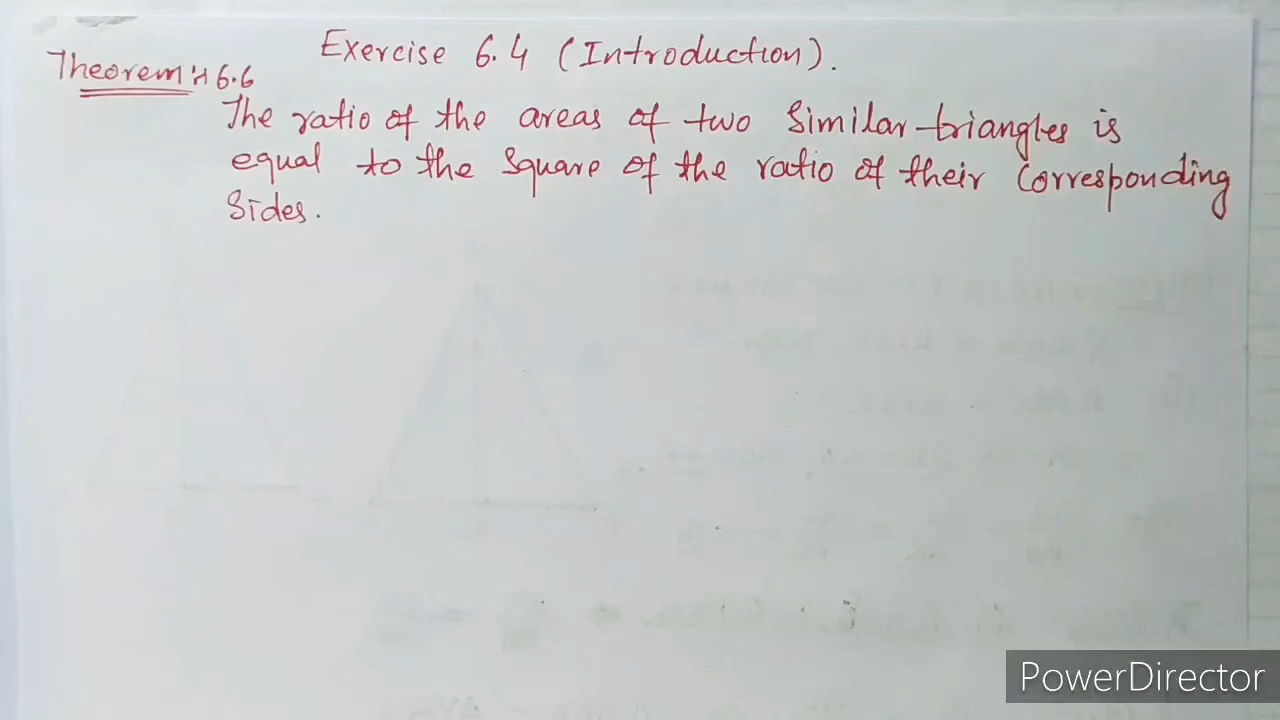 Exercise 6.4 (Introduction).
Theorem :- 6.6
The ratio of the areas of two Similar triangles is
equal to the Square of the ratio of their Corresponding
Sides.
PowerDirector